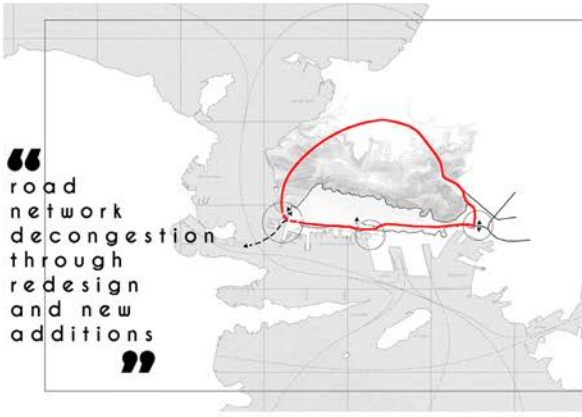 “
road
network
decongestion
through
redesign
and new
additions
”